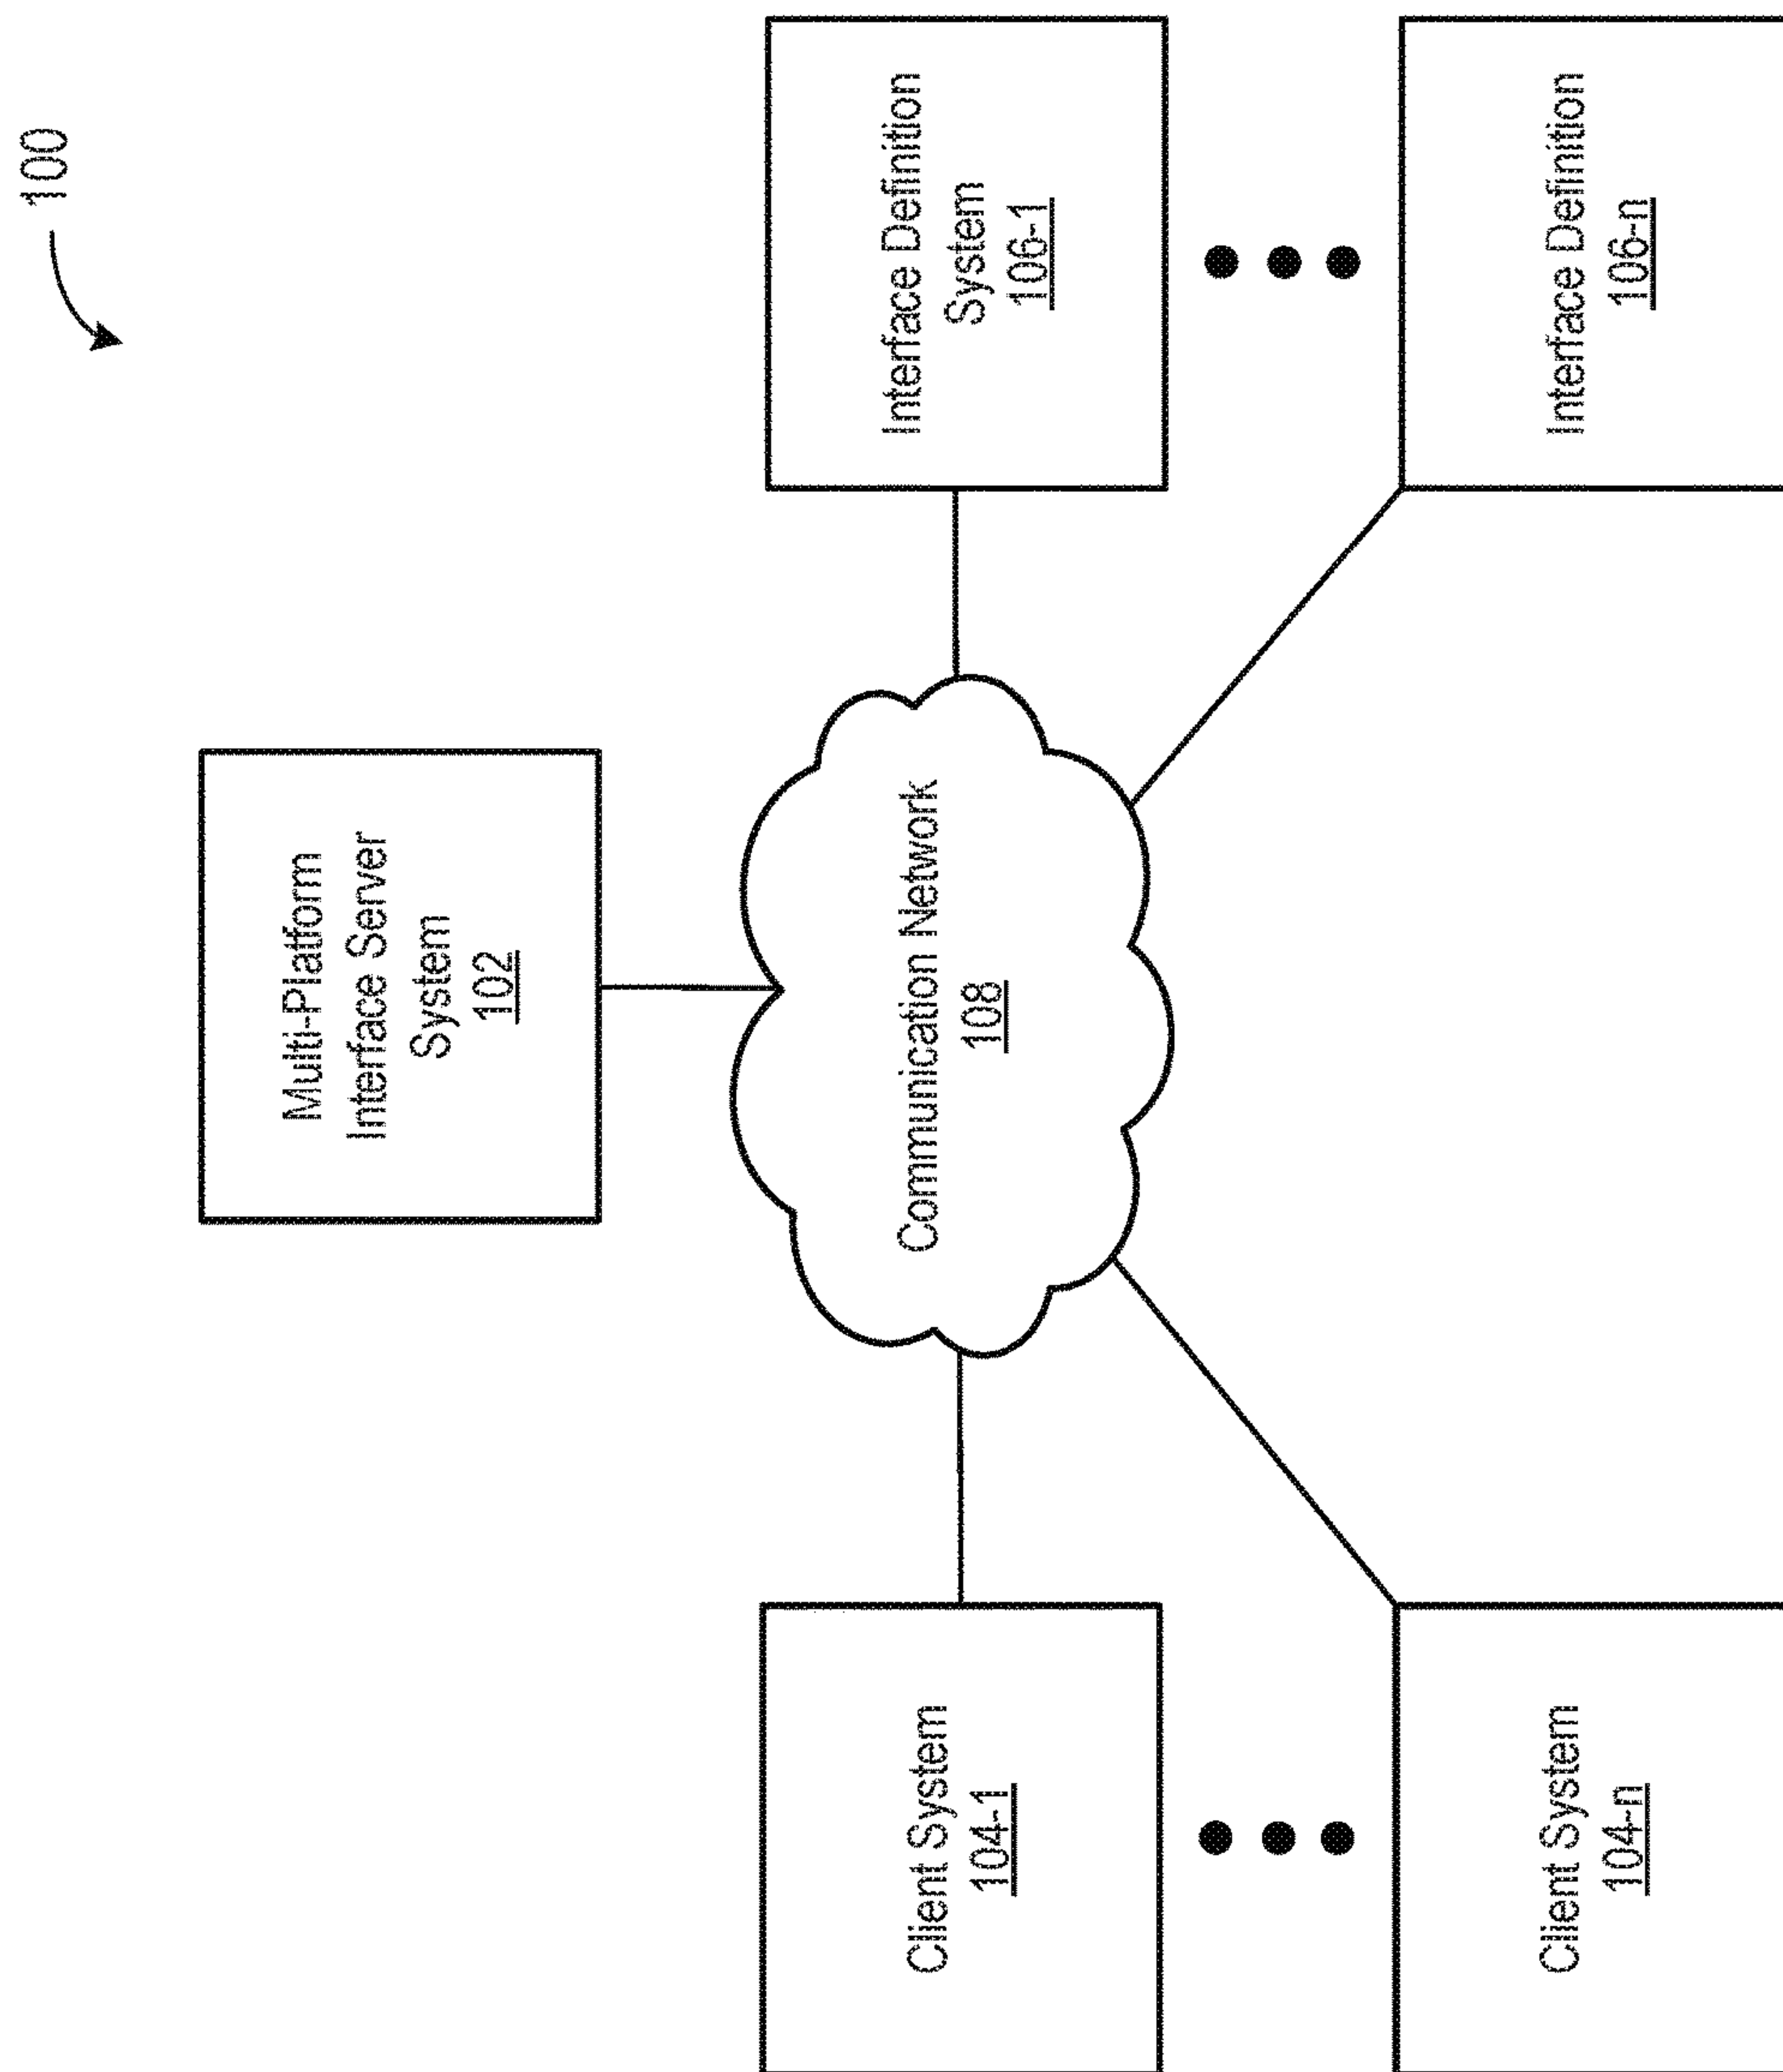 100
Multi-Platform
Interface Server
System
102
Communication Network
108
Client System
104-1
Client System
104-n
Interface Definition
System
106-1
Interface Definition
106-n